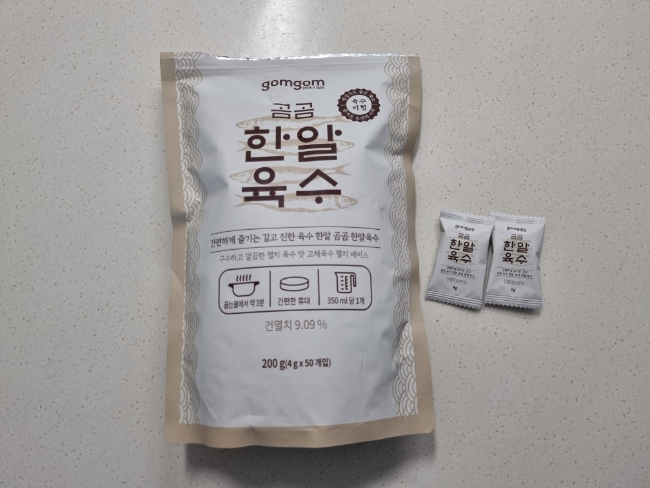 gomgom
곰곰
육수
비법
한알
육수
간편하게 즐기는 깊고 진한 육수 한알 곰곰 한알육수
구수하고 깔끔한 멸치 육수 맛 고체육수 멸치 베이스
끓는물에서 약3분
간편한 휴대
350 ml 당 1개
건멸치 9.09 %
200 g(4 g x 50 개입)
gomgom
곰곰
한알
육수
gomgom
곰곰
한알
육수